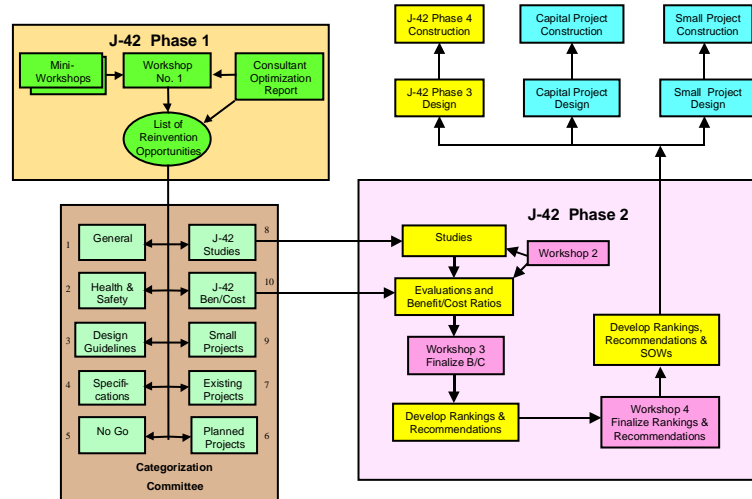 J-42 Phase 1
Mini-
Workshops
Workshop
No. 1
Consultant
Optimization
Report
List of
Reinvention
Opportunities
J-42 Phase 4
Construction
Capital Project
Construction
Small Project
Construction
J-42 Phase 3
Design
Capital Project
Design
Small Project
Design
1
General
J-42
Studies
8
2
Health &
Safety
J-42
Ben/Cost
10
3
Design
Guidelines
Small
Projects
9
4
Specifi-
cations
Existing
Projects
7
5
No Go
Planned
Projects
6
Categorization
Committee
J-42 Phase 2
Studies
Workshop 2
Evaluations and
Benefit/Cost Ratios
Workshop 3
Finalize B/C
Develop Rankings &
Recommendations
Develop Rankings,
Recommendations &
SOWs
Workshop 4
Finalize Rankings &
Recommendations